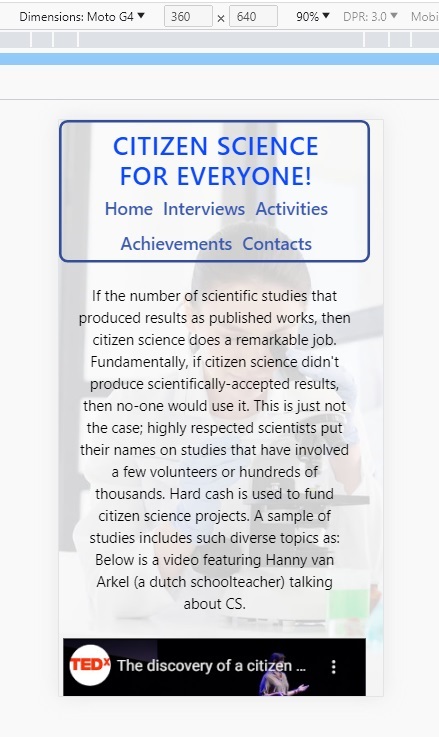 Dimensions: Moto G4 ▼ 360 × 640 90% ▼ DPR: 3.0 ▼ Mobi
CITIZEN SCIENCE
FOR EVERYONE!
Home Interviews Activities
Achievements Contacts
If the number of scientific studies that
produced results as published works, then
citizen science does a remarkable job.
Fundamentally, if citizen science didn't
produce scientifically-accepted results,
then no-one would use it. This is just not
the case; highly respected scientists put
their names on studies that have involved
a few volunteers or hundreds of
thousands. Hard cash is used to fund
citizen science projects. A sample of
studies includes such diverse topics as:
Below is a video featuring Hanny van
Arkel (a dutch schoolteacher) talking
about CS.
TEDx The discovery of a citizen ...